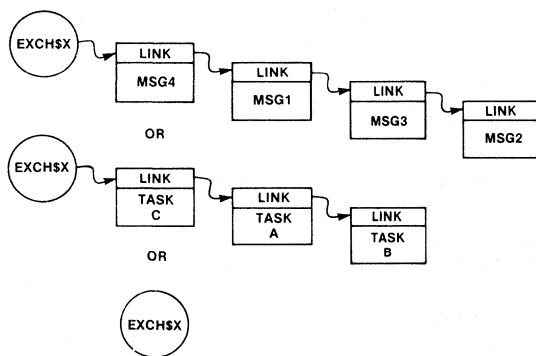 EXCH$X
LINK
MSG4
LINK
MSG1
LINK
MSG3
LINK
MSG2
OR
EXCH$X
LINK
TASK
C
LINK
TASK
A
LINK
TASK
B
OR
EXCH$X